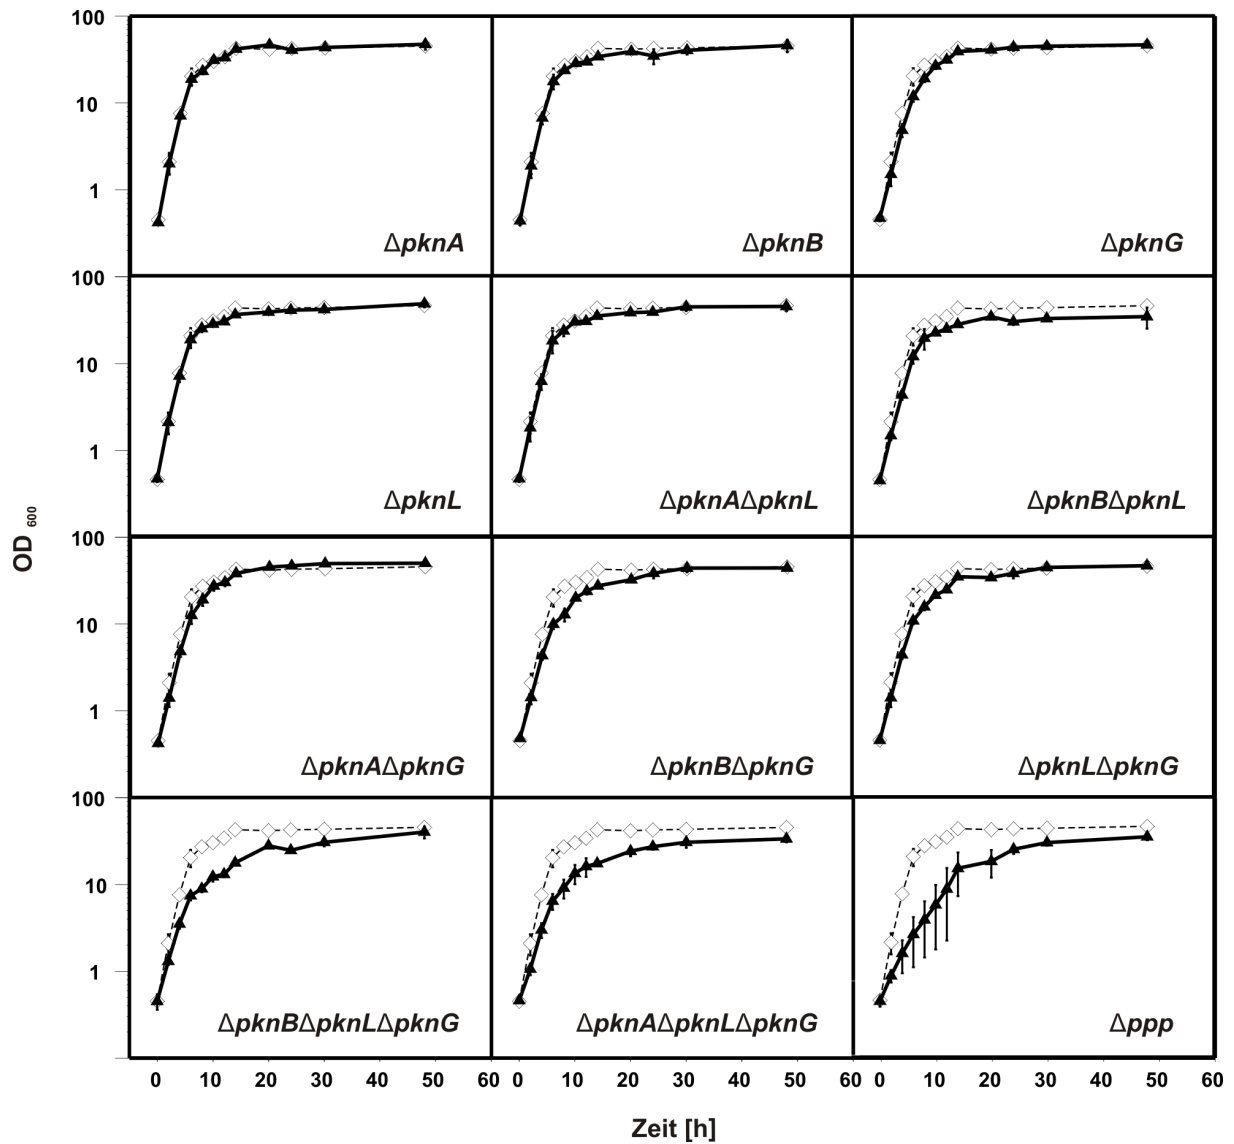 100
10
1
ΔpknA
ΔpknB
ΔpknG
100
10
1
ΔpknL
ΔpknAΔpknL
ΔpknBΔpknL
OD 600
100
10
1
ΔpknAΔpknG
ΔpknBΔpknG
ΔpknLΔpknG
100
10
1
ΔpknBΔpknLΔpknG
ΔpknAΔpknLΔpknG
Δppp
0 10 20 30 40 50 60 0 10 20 30 40 50 60 0 10 20 30 40 50 60
Zeit [h]